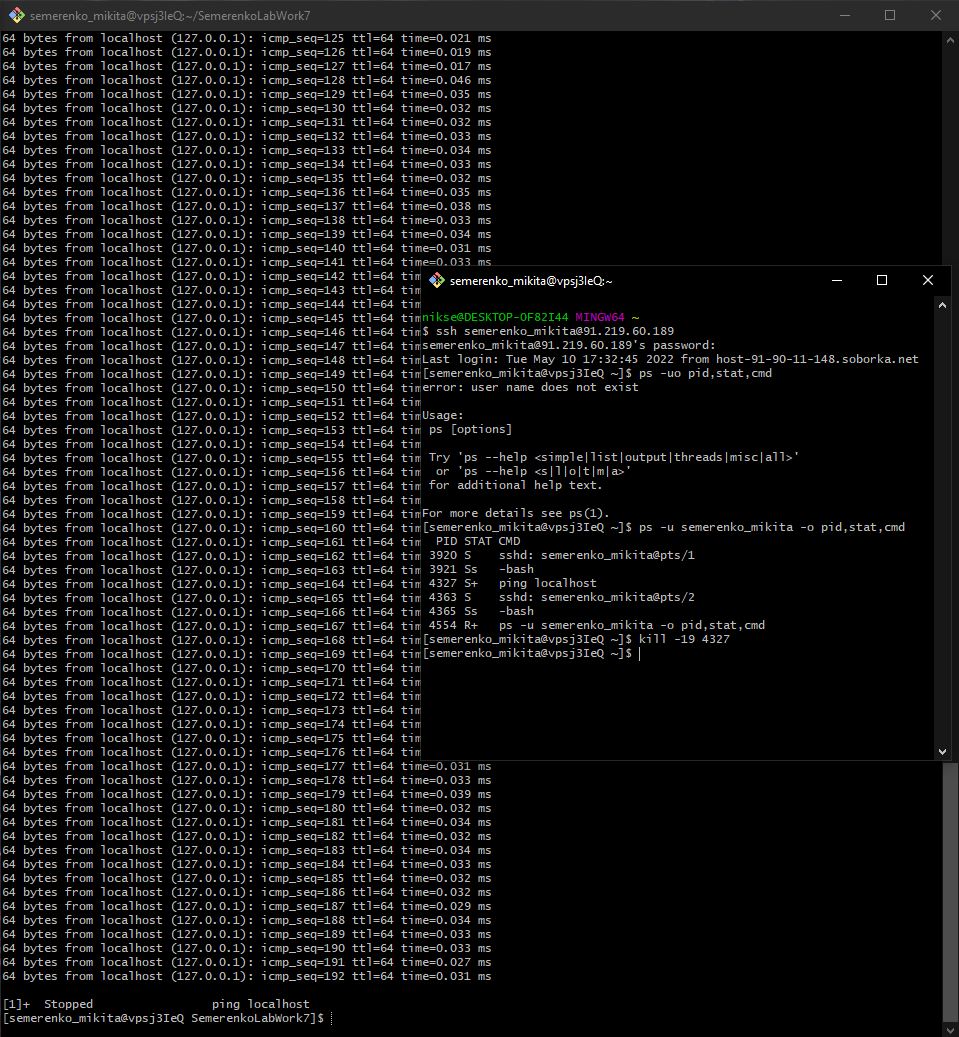 semerenko_mikita@vpsj3IeQ:~/SemerenkoLabWork7
64 bytes from localhost (127.0.0.1): icmp_seq=125 ttl=64 time=0.021 ms
64 bytes from localhost (127.0.0.1): icmp_seq=126 ttl=64 time=0.019 ms
64 bytes from localhost (127.0.0.1): icmp_seq=127 ttl=64 time=0.017 ms
64 bytes from localhost (127.0.0.1): icmp_seq=128 ttl=64 time=0.046 ms
64 bytes from localhost (127.0.0.1): icmp_seq=129 ttl=64 time=0.035 ms
64 bytes from localhost (127.0.0.1): icmp_seq=130 ttl=64 time=0.032 ms
64 bytes from localhost (127.0.0.1): icmp_seq=131 ttl=64 time=0.032 ms
64 bytes from localhost (127.0.0.1): icmp_seq=132 ttl=64 time=0.033 ms
64 bytes from localhost (127.0.0.1): icmp_seq=133 ttl=64 time=0.034 ms
64 bytes from localhost (127.0.0.1): icmp_seq=134 ttl=64 time=0.033 ms
64 bytes from localhost (127.0.0.1): icmp_seq=135 ttl=64 time=0.032 ms
64 bytes from localhost (127.0.0.1): icmp_seq=136 ttl=64 time=0.035 ms
64 bytes from localhost (127.0.0.1): icmp_seq=137 ttl=64 time=0.038 ms
64 bytes from localhost (127.0.0.1): icmp_seq=138 ttl=64 time=0.033 ms
64 bytes from localhost (127.0.0.1): icmp_seq=139 ttl=64 time=0.034 ms
64 bytes from localhost (127.0.0.1): icmp_seq=140 ttl=64 time=0.031 ms
64 bytes from localhost (127.0.0.1): icmp_seq=141 ttl=64 time=0.033 ms
64 bytes from localhost (127.0.0.1): icmp_seq=142 ttl=64 tim
64 bytes from localhost (127.0.0.1): icmp_seq=143 ttl=64 tim
64 bytes from localhost (127.0.0.1): icmp_seq=144 ttl=64 tim
64 bytes from localhost (127.0.0.1): icmp_seq=145 ttl=64 tim
64 bytes from localhost (127.0.0.1): icmp_seq=146 ttl=64 tim
64 bytes from localhost (127.0.0.1): icmp_seq=147 ttl=64 tim
64 bytes from localhost (127.0.0.1): icmp_seq=148 ttl=64 tim
64 bytes from localhost (127.0.0.1): icmp_seq=149 ttl=64 tim
64 bytes from localhost (127.0.0.1): icmp_seq=150 ttl=64 tim
64 bytes from localhost (127.0.0.1): icmp_seq=151 ttl=64 tim
64 bytes from localhost (127.0.0.1): icmp_seq=152 ttl=64 tim
64 bytes from localhost (127.0.0.1): icmp_seq=153 ttl=64 tim
64 bytes from localhost (127.0.0.1): icmp_seq=154 ttl=64 tim
64 bytes from localhost (127.0.0.1): icmp_seq=155 ttl=64 tim
64 bytes from localhost (127.0.0.1): icmp_seq=156 ttl=64 tim
64 bytes from localhost (127.0.0.1): icmp_seq=157 ttl=64 tim
64 bytes from localhost (127.0.0.1): icmp_seq=158 ttl=64 tim
64 bytes from localhost (127.0.0.1): icmp_seq=159 ttl=64 tim
64 bytes from localhost (127.0.0.1): icmp_seq=160 ttl=64 tim
64 bytes from localhost (127.0.0.1): icmp_seq=161 ttl=64 tim
64 bytes from localhost (127.0.0.1): icmp_seq=162 ttl=64 tim
64 bytes from localhost (127.0.0.1): icmp_seq=163 ttl=64 tim
64 bytes from localhost (127.0.0.1): icmp_seq=164 ttl=64 tim
64 bytes from localhost (127.0.0.1): icmp_seq=165 ttl=64 tim
64 bytes from localhost (127.0.0.1): icmp_seq=166 ttl=64 tim
64 bytes from localhost (127.0.0.1): icmp_seq=167 ttl=64 tim
64 bytes from localhost (127.0.0.1): icmp_seq=168 ttl=64 tim
64 bytes from localhost (127.0.0.1): icmp_seq=169 ttl=64 tim
64 bytes from localhost (127.0.0.1): icmp_seq=170 ttl=64 tim
64 bytes from localhost (127.0.0.1): icmp_seq=171 ttl=64 tim
64 bytes from localhost (127.0.0.1): icmp_seq=172 ttl=64 tim
64 bytes from localhost (127.0.0.1): icmp_seq=173 ttl=64 tim
64 bytes from localhost (127.0.0.1): icmp_seq=174 ttl=64 tim
64 bytes from localhost (127.0.0.1): icmp_seq=175 ttl=64 tim
64 bytes from localhost (127.0.0.1): icmp_seq=176 ttl=64 tim
64 bytes from localhost (127.0.0.1): icmp_seq=177 ttl=64 time=0.031 ms
64 bytes from localhost (127.0.0.1): icmp_seq=178 ttl=64 time=0.033 ms
64 bytes from localhost (127.0.0.1): icmp_seq=179 ttl=64 time=0.039 ms
64 bytes from localhost (127.0.0.1): icmp_seq=180 ttl=64 time=0.032 ms
64 bytes from localhost (127.0.0.1): icmp_seq=181 ttl=64 time=0.034 ms
64 bytes from localhost (127.0.0.1): icmp_seq=182 ttl=64 time=0.032 ms
64 bytes from localhost (127.0.0.1): icmp_seq=183 ttl=64 time=0.034 ms
64 bytes from localhost (127.0.0.1): icmp_seq=184 ttl=64 time=0.033 ms
64 bytes from localhost (127.0.0.1): icmp_seq=185 ttl=64 time=0.032 ms
64 bytes from localhost (127.0.0.1): icmp_seq=186 ttl=64 time=0.032 ms
64 bytes from localhost (127.0.0.1): icmp_seq=187 ttl=64 time=0.029 ms
64 bytes from localhost (127.0.0.1): icmp_seq=188 ttl=64 time=0.034 ms
64 bytes from localhost (127.0.0.1): icmp_seq=189 ttl=64 time=0.033 ms
64 bytes from localhost (127.0.0.1): icmp_seq=190 ttl=64 time=0.033 ms
64 bytes from localhost (127.0.0.1): icmp_seq=191 ttl=64 time=0.027 ms
64 bytes from localhost (127.0.0.1): icmp_seq=192 ttl=64 time=0.031 ms
[1]+  Stopped                 ping localhost
[semerenko_mikita@vpsj3IeQ SemerenkoLabWork7]$
semerenko_mikita@vpsj3IeQ:~
nikse@DESKTOP-0F82I44 MINGW64 ~
$ ssh semerenko_mikita@91.219.60.189
semerenko_mikita@91.219.60.189's password:
Last login: Tue May 10 17:32:45 2022 from host-91-90-11-148.soborka.net
[semerenko_mikita@vpsj3IeQ ~]$ ps -uo pid,stat,cmd
error: user name does not exist
Usage:
 ps [options]
 Try 'ps --help <simple|list|output|threads|misc|all>'
  or 'ps --help <s|l|o|t|m|a>'
 for additional help text.
For more details see ps(1).
[semerenko_mikita@vpsj3IeQ ~]$ ps -u semerenko_mikita -o pid,stat,cmd
  PID STAT CMD
 3920 S    sshd: semerenko_mikita@pts/1
 3921 Ss   -bash
 4327 S+   ping localhost
 4363 S    sshd: semerenko_mikita@pts/2
 4365 Ss   -bash
 4554 R+   ps -u semerenko_mikita -o pid,stat,cmd
[semerenko_mikita@vpsj3IeQ ~]$ kill -19 4327
[semerenko_mikita@vpsj3IeQ ~]$